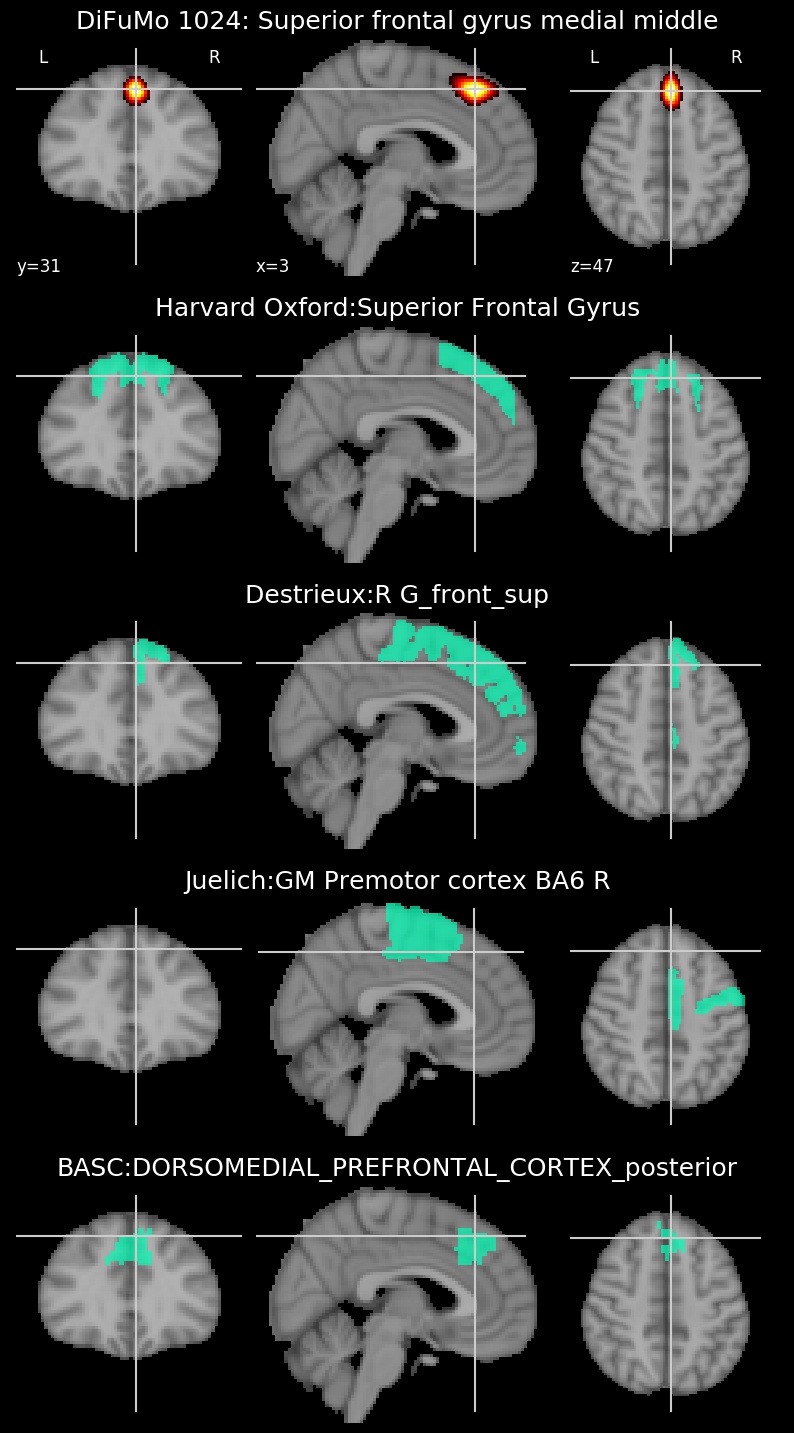 DiFuMo 1024: Superior frontal gyrus medial middle
L R L R
y=31 x=3 z=47
Harvard Oxford:Superior Frontal Gyrus
Destrieux:R G_front_sup
Juelich:GM Premotor cortex BA6 R
BASC:DORSOMEDIAL_PREFRONTAL_CORTEX_posterior